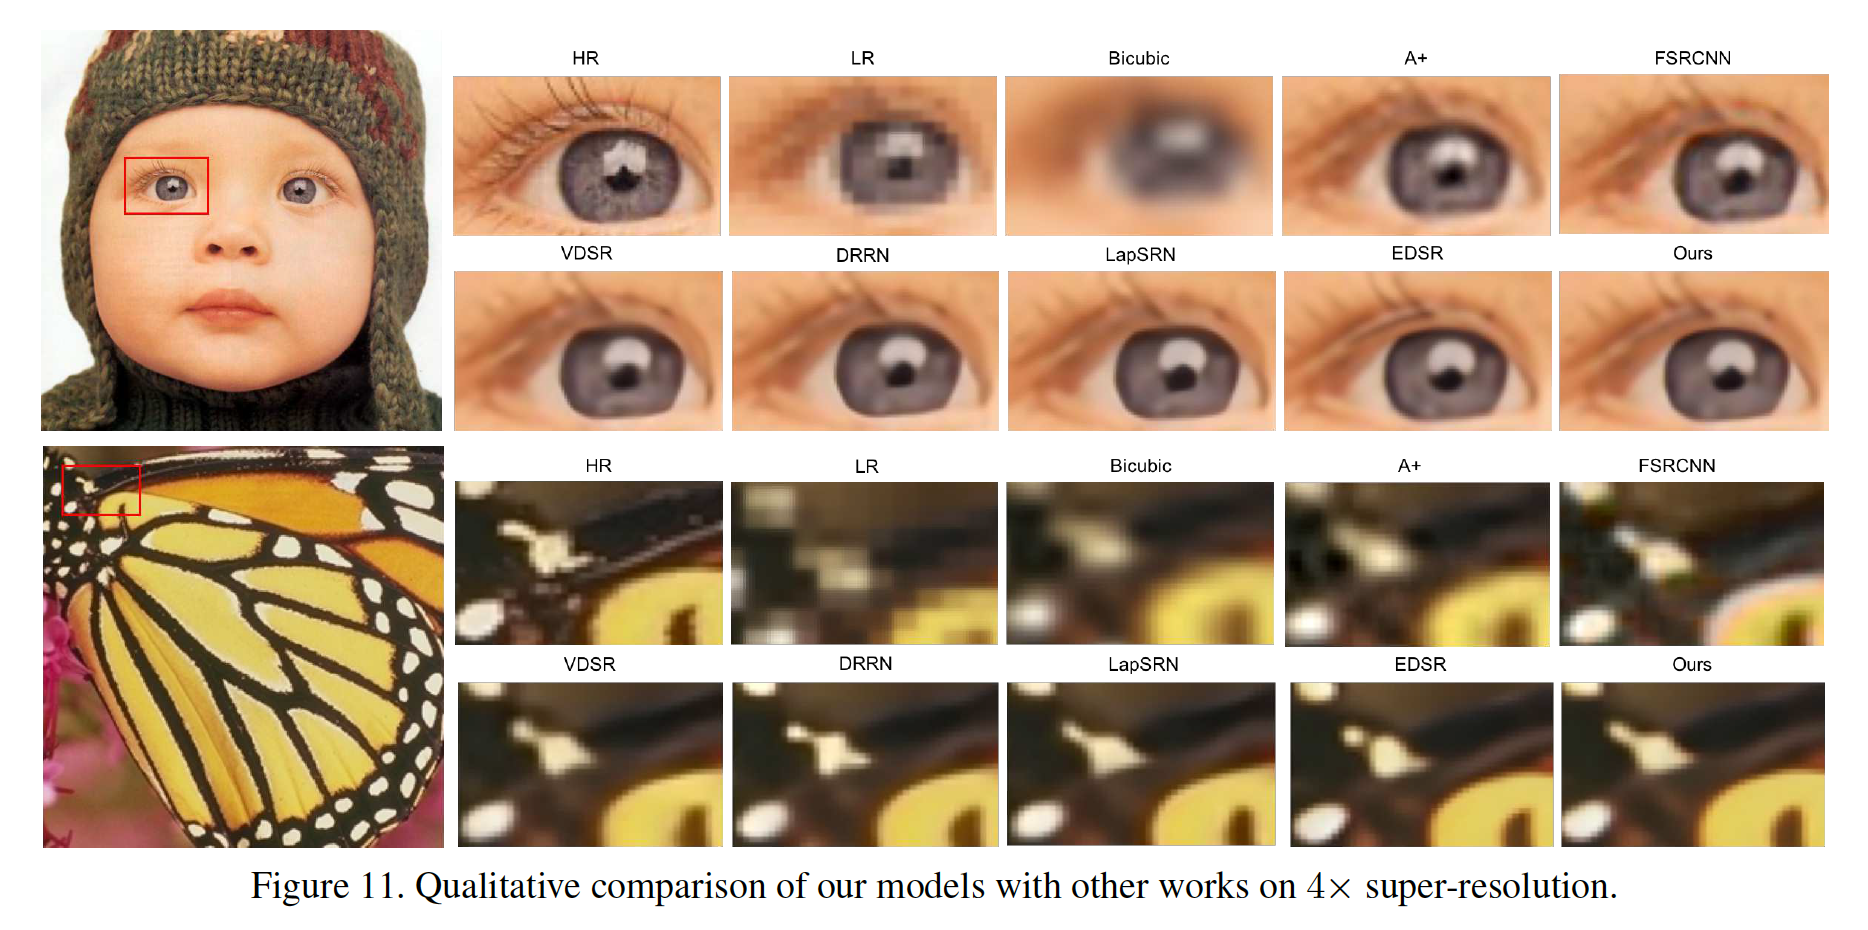 HR LR Bicubic A+ FSRCNN
VDSR DRRN LapSRN EDSR Ours
HR LR Bicubic A+ FSRCNN
VDSR DRRN LapSRN EDSR Ours
Figure 11. Qualitative comparison of our models with other works on 4× super-resolution.